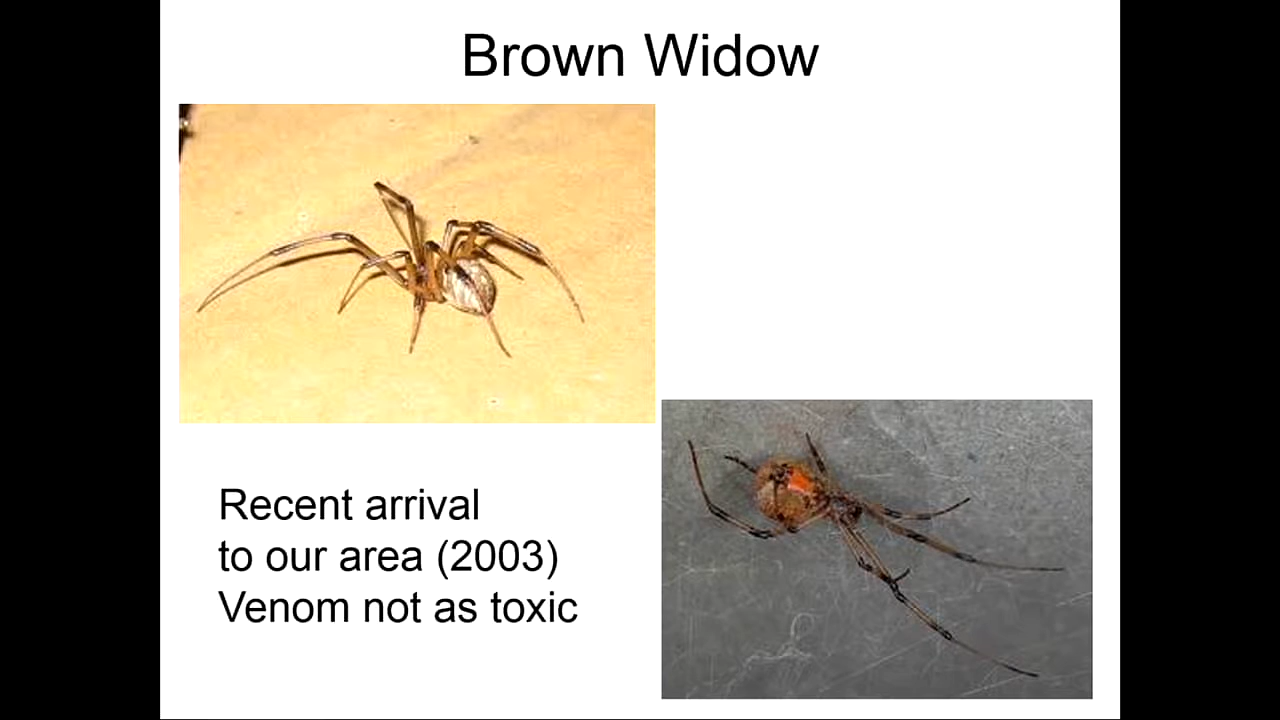 Brown Widow
Recent arrival
to our area (2003)
Venom not as toxic